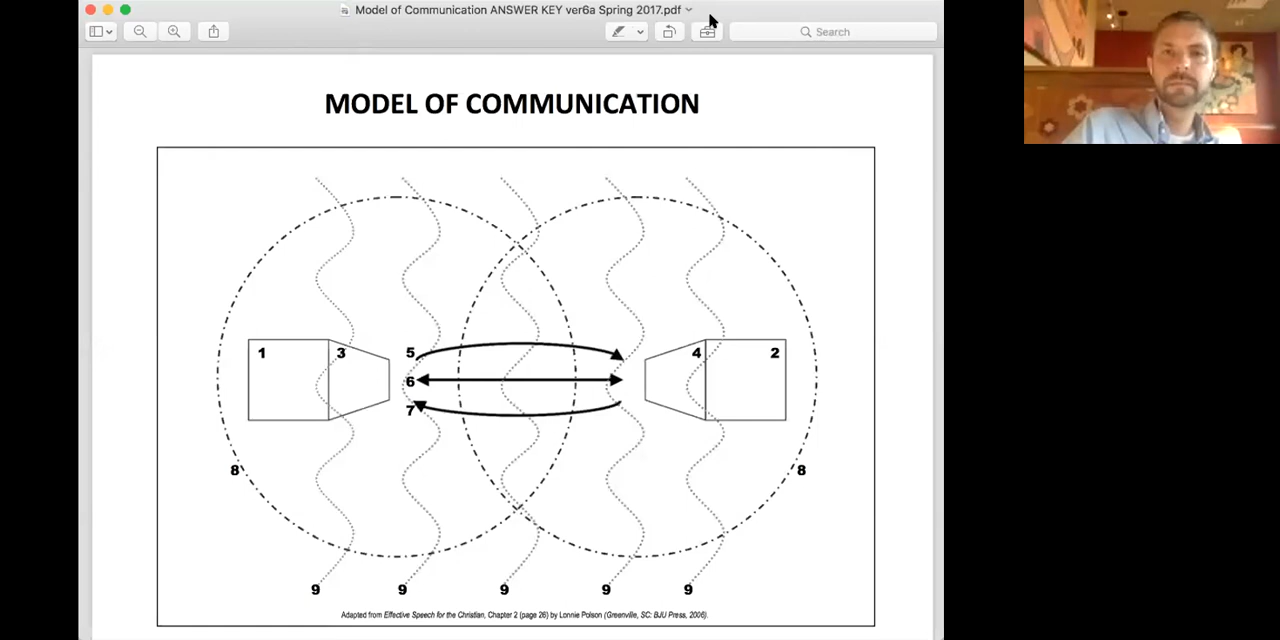 Model of Communication ANSWER KEY ver6a Spring 2017.pdf
Search
MODEL OF COMMUNICATION
1 3 5 4 2
6
7
8 8
9 9 9 9 9
Adapted from Effective Speech for the Christian, Chapter 2 (page 26) by Lonnie Polson (Greenville, SC: BJU Press, 2006).